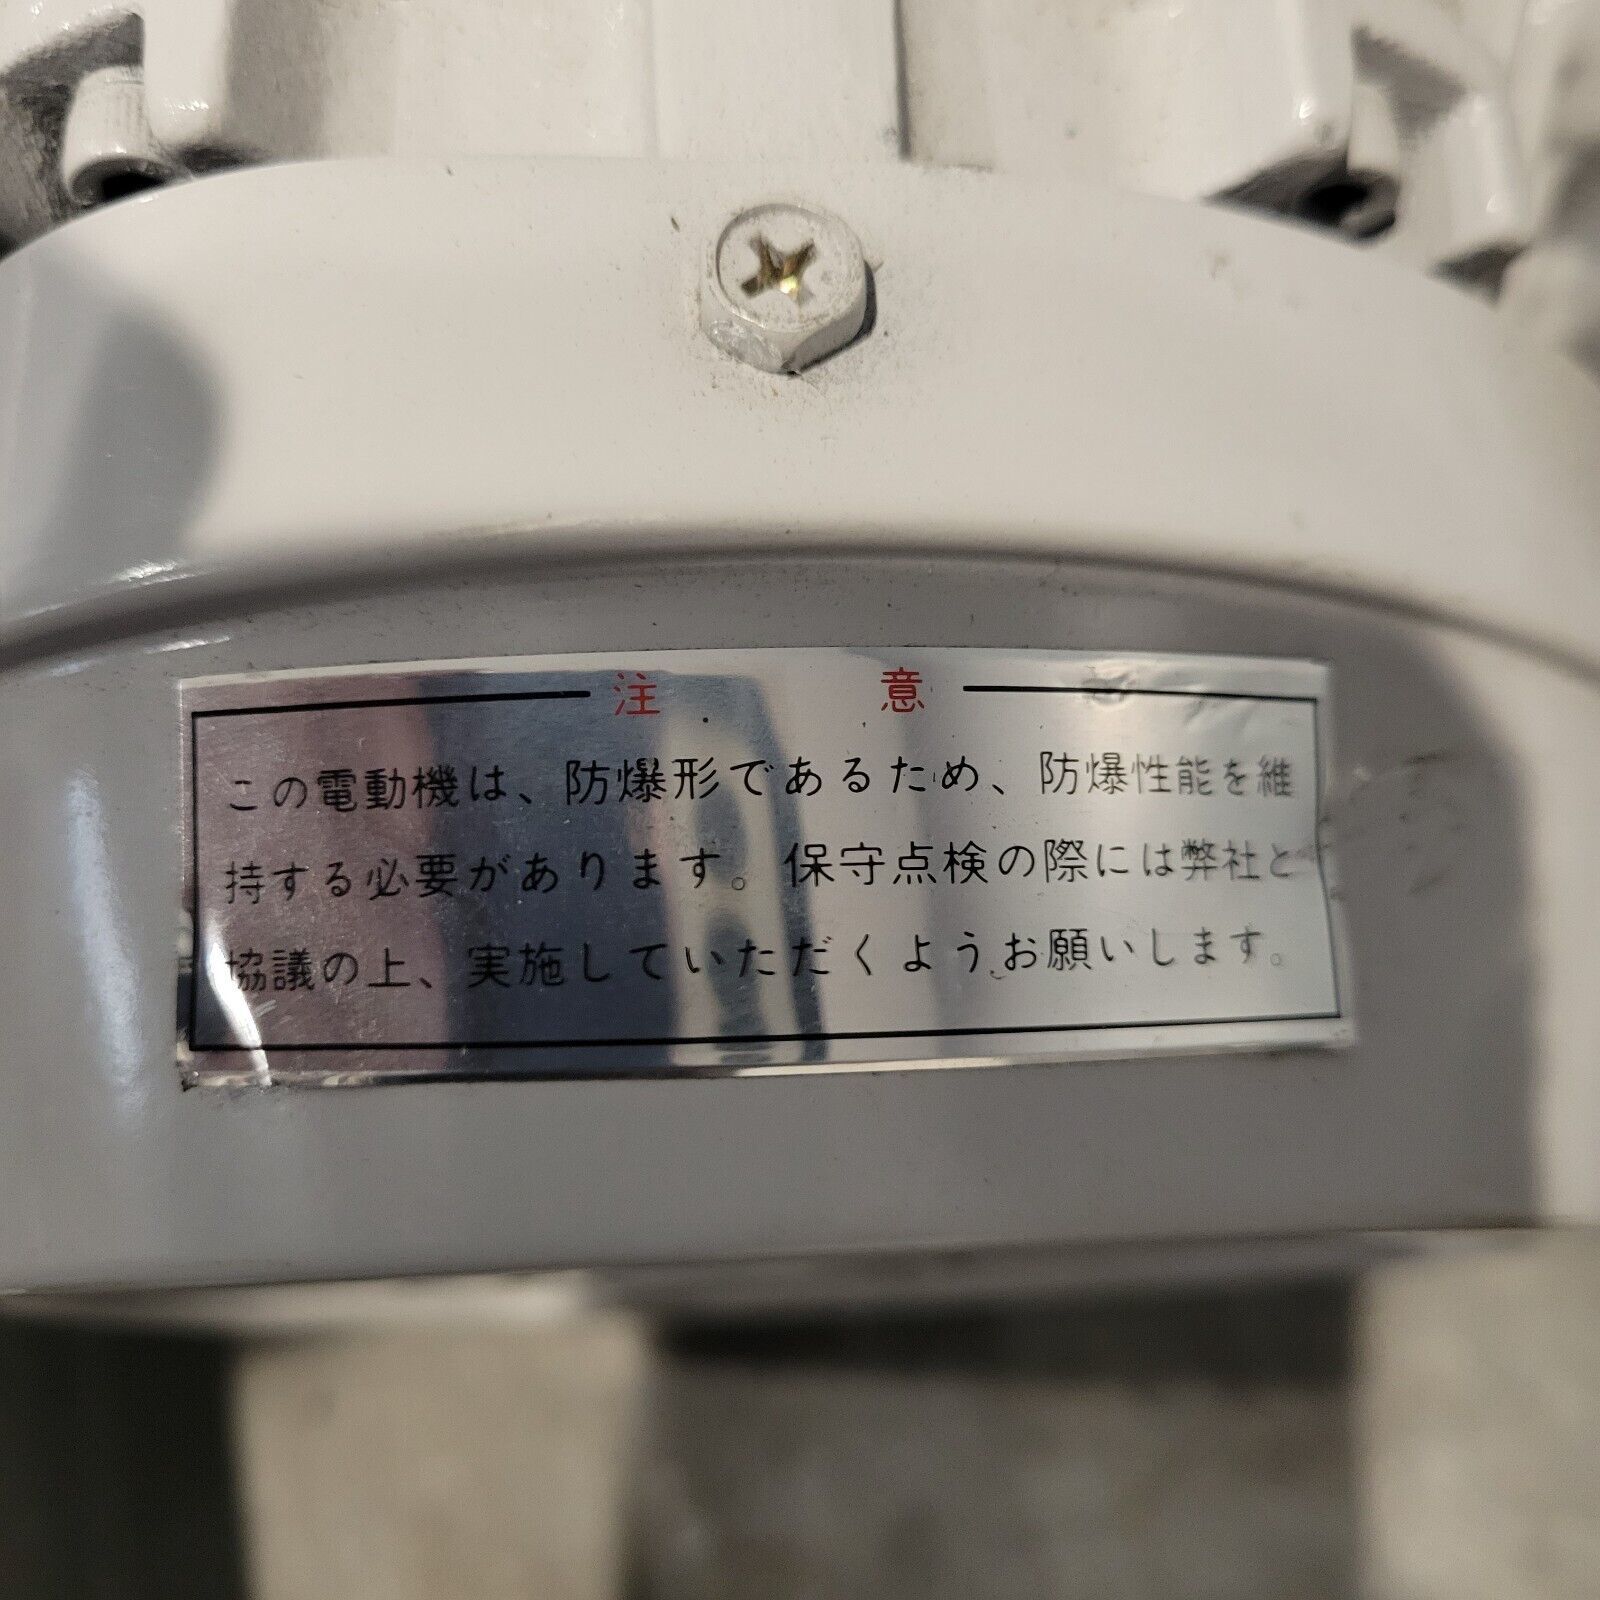 注 意
この電動機は、防爆形であるため、防爆性能を維
持する必要があります。保守点検の際には弊社と
協議の上、実施していただくようお願いします。